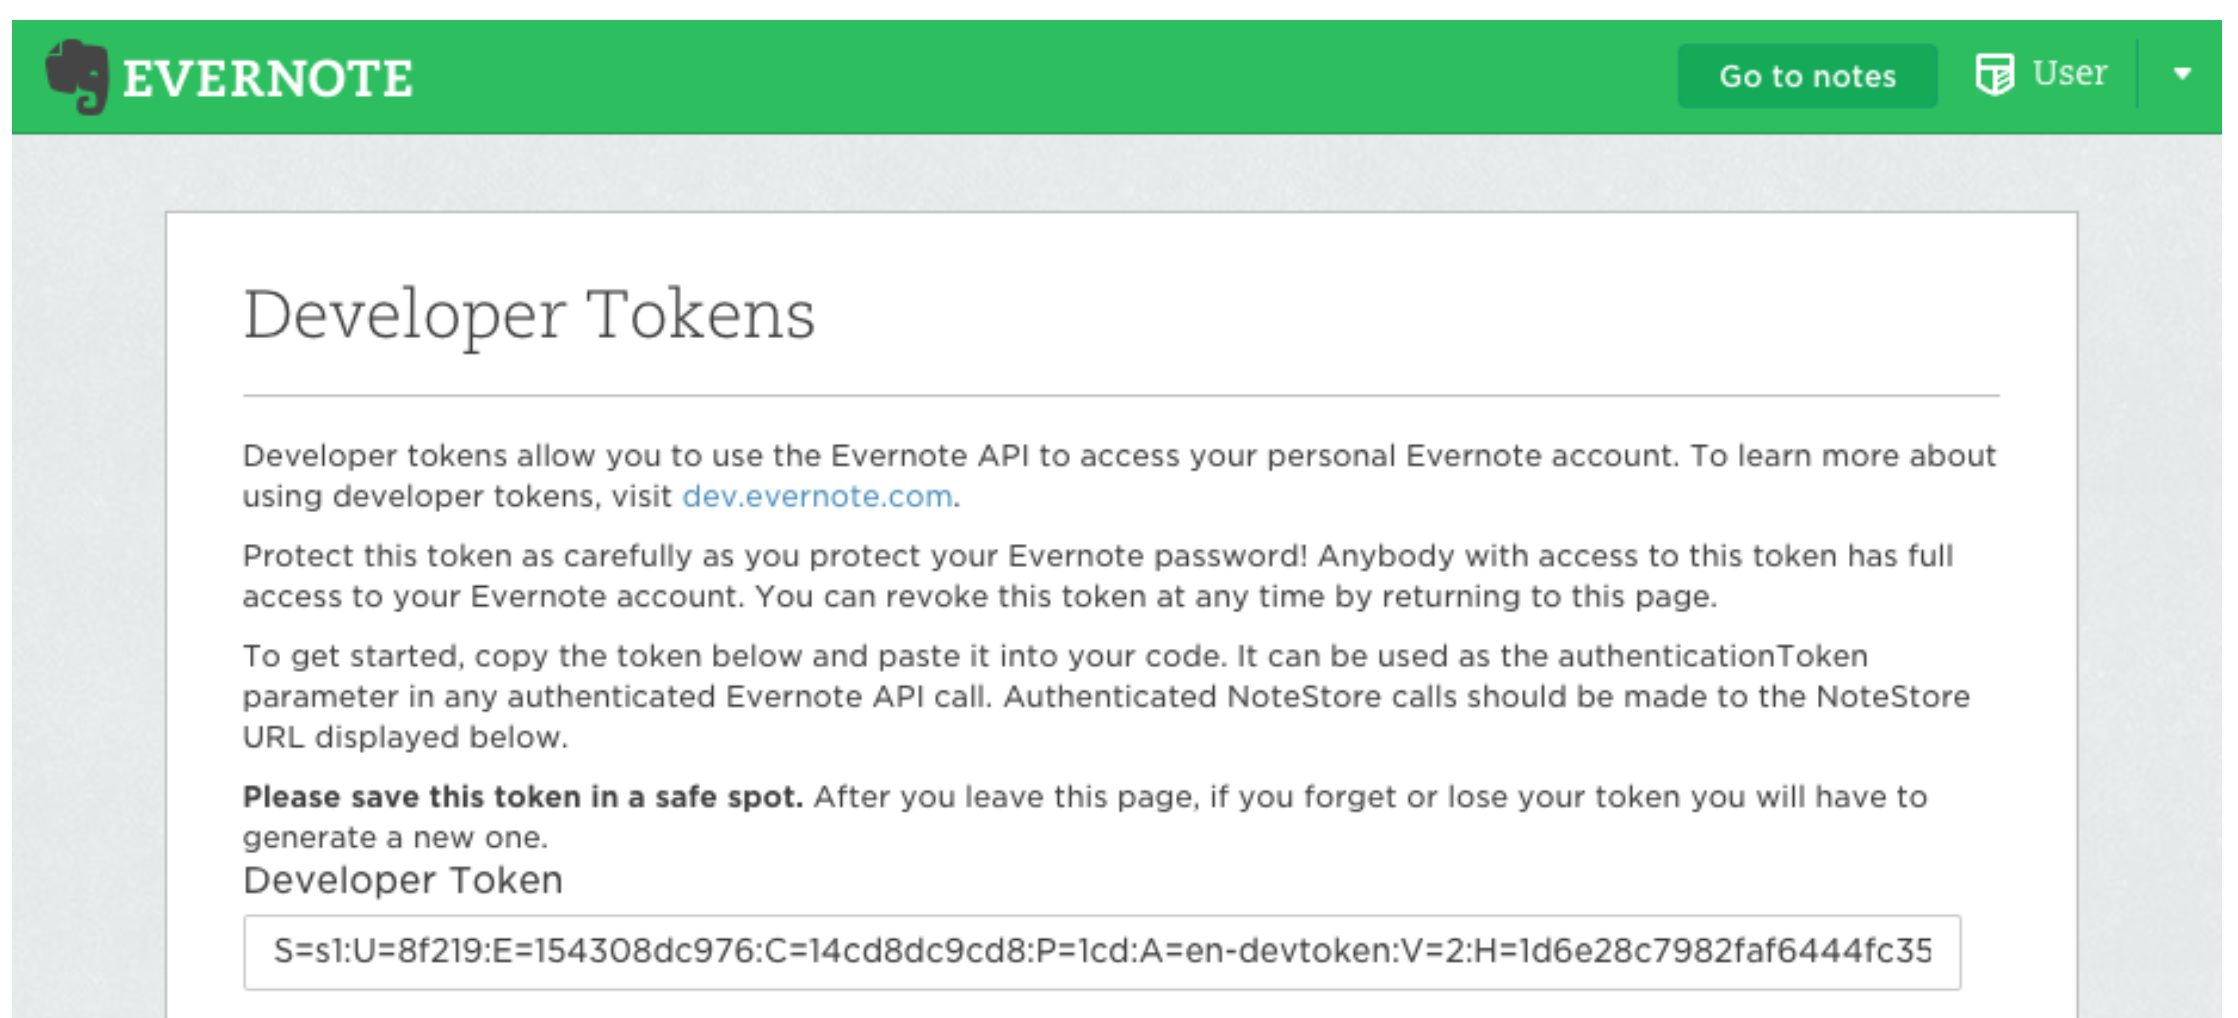 EVERNOTE
Go to notes
User
Developer Tokens
Developer tokens allow you to use the Evernote API to access your personal Evernote account. To learn more about
using developer tokens, visit dev.evernote.com.
Protect this token as carefully as you protect your Evernote password! Anybody with access to this token has full
access to your Evernote account. You can revoke this token at any time by returning to this page.
To get started, copy the token below and paste it into your code. It can be used as the authenticationToken
parameter in any authenticated Evernote API call. Authenticated NoteStore calls should be made to the NoteStore
URL displayed below.
Please save this token in a safe spot. After you leave this page, if you forget or lose your token you will have to
generate a new one.
Developer Token
S=s1:U=8f219:E=154308dc976:C=14cd8dc9cd8:P=1cd:A=en-devtoken:V=2:H=1d6e28c7982faf6444fc35